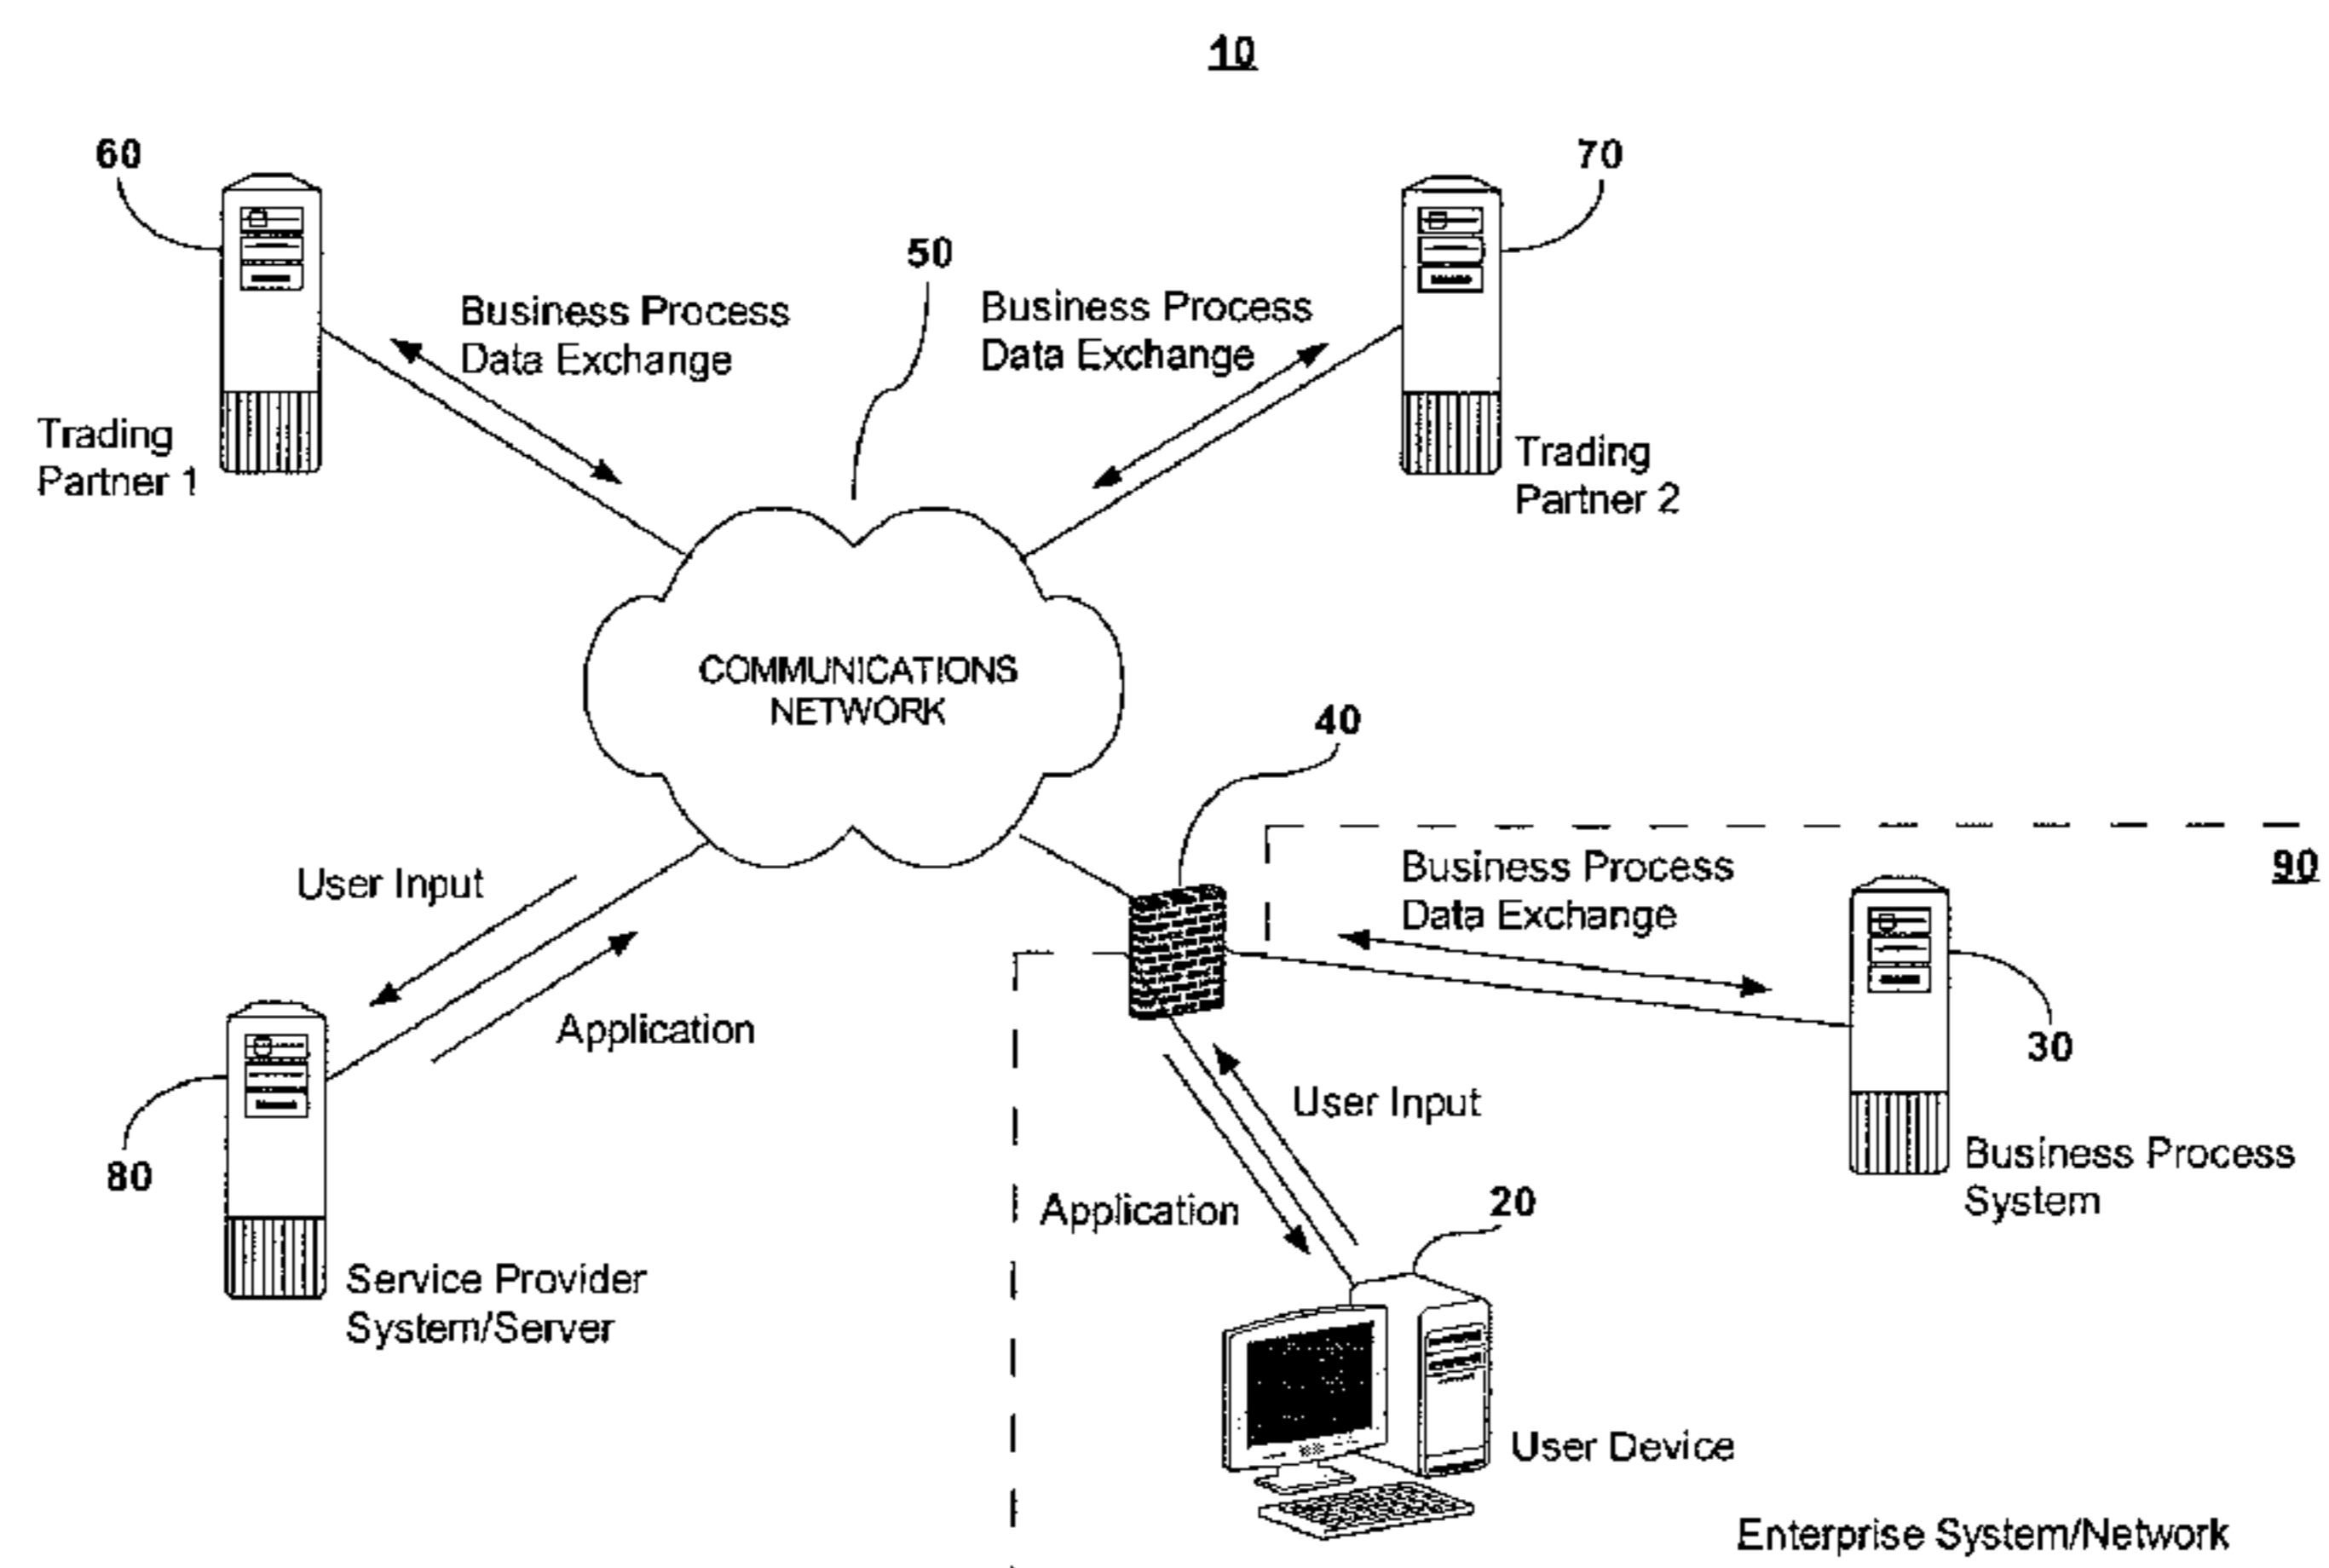 10
60
70
50
Business Process
Data Exchange
Business Process
Data Exchange
Trading
Partner 1
Trading
Partner 2
COMMUNICATIONS
NETWORK
40
90
Business Process
Data Exchange
User Input
Application
30
User Input
80
Business Process
System
20
Application
Service Provider
System/Server
User Device
Enterprise System/Network